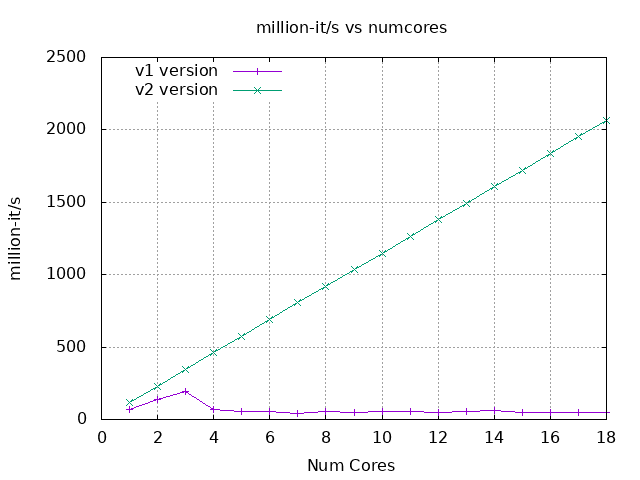 million-it/s vs numcores
v1 version
v2 version
2500
2000
1500
1000
500
0
million-it/s
0 2 4 6 8 10 12 14 16 18
Num Cores